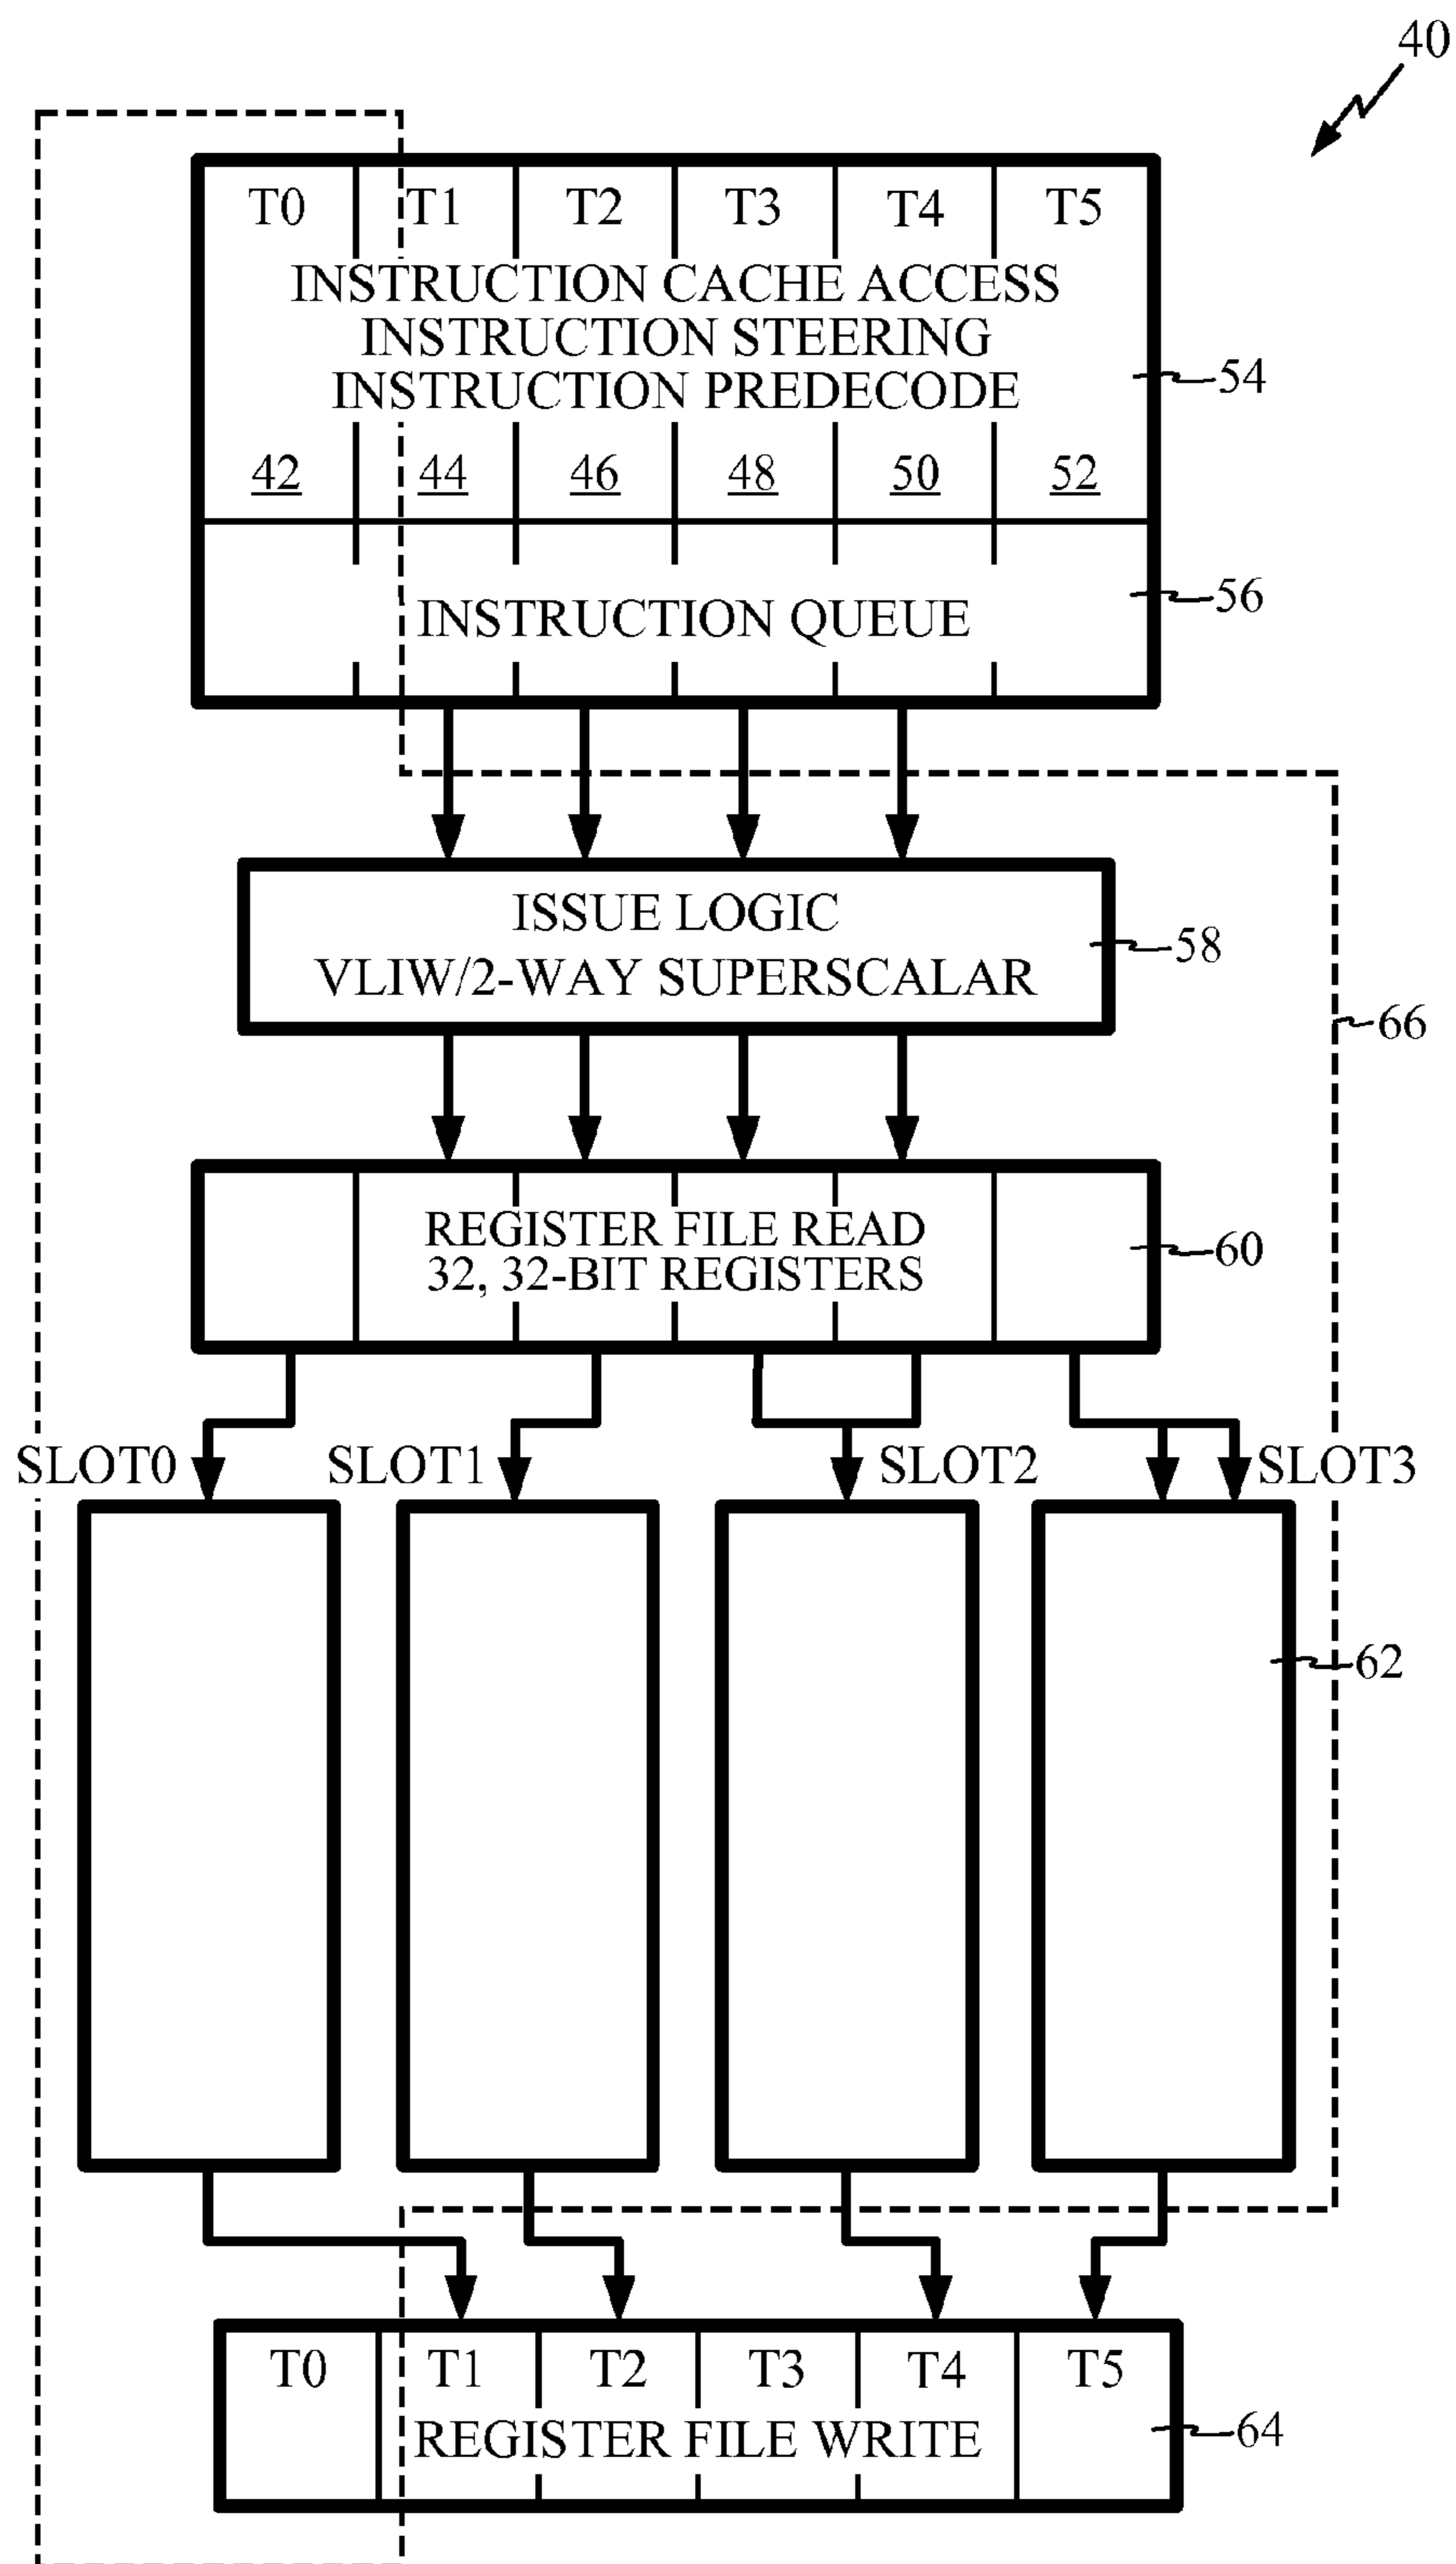 40
T0 T1 T2 T3 T4 T5
INSTRUCTION CACHE ACCESS
INSTRUCTION STEERING
INSTRUCTION PREDECODE
54
42 44 46 48 50 52
INSTRUCTION QUEUE
56
ISSUE LOGIC
VLIW/2-WAY SUPERSCALAR
58
66
REGISTER FILE READ
32, 32-BIT REGISTERS
60
SLOT0 SLOT1 SLOT2 SLOT3
62
T0 T1 T2 T3 T4 T5
REGISTER FILE WRITE
64